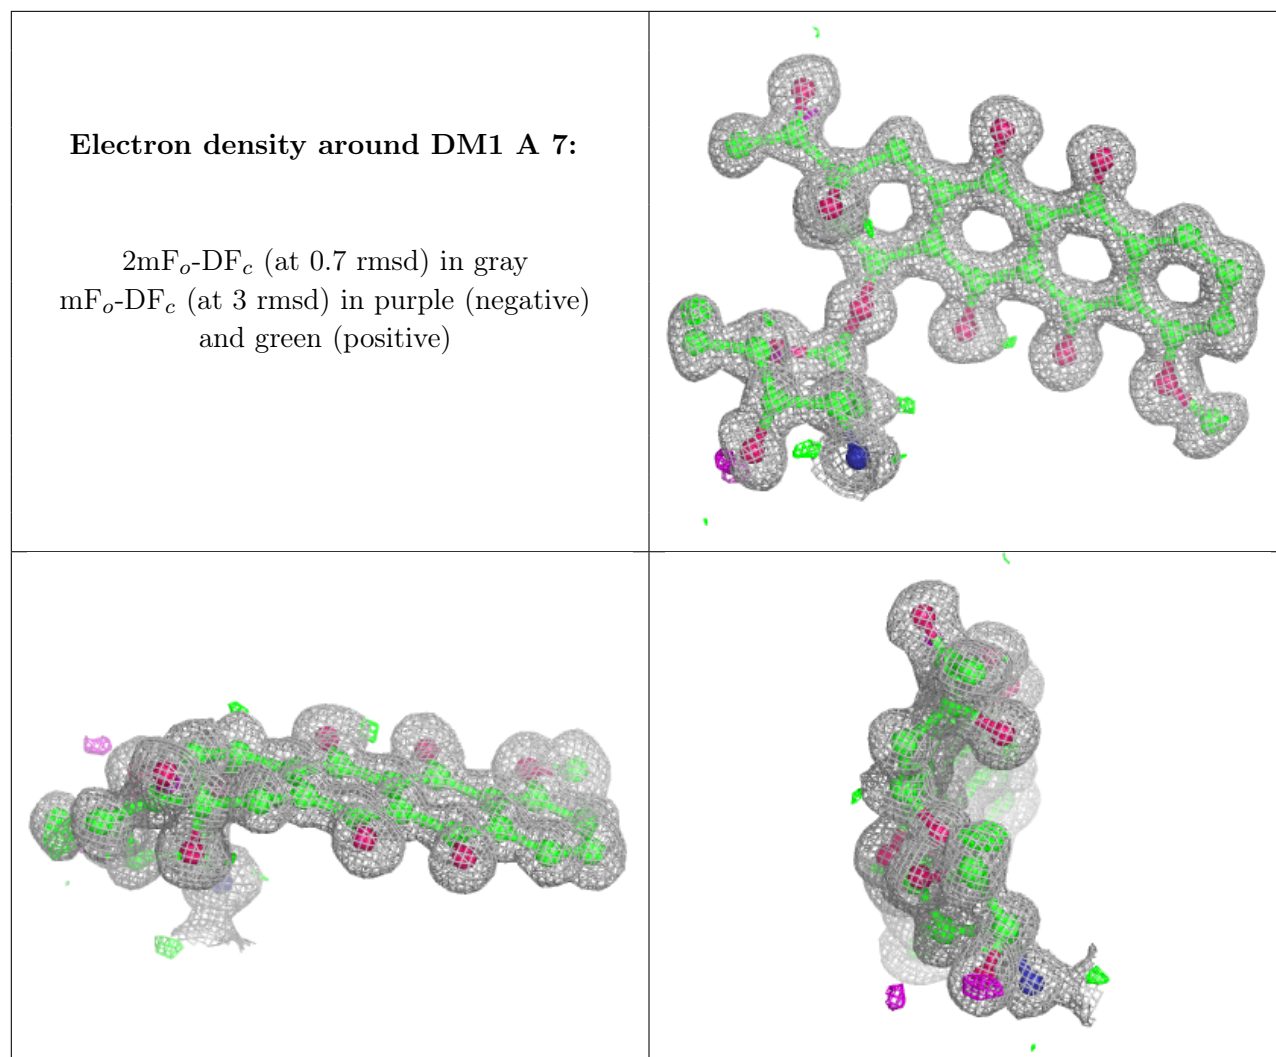 Electron density around DM1 A 7:
2mFo-DFc (at 0.7 rmsd) in gray
mFo-DFc (at 3 rmsd) in purple (negative)
and green (positive)